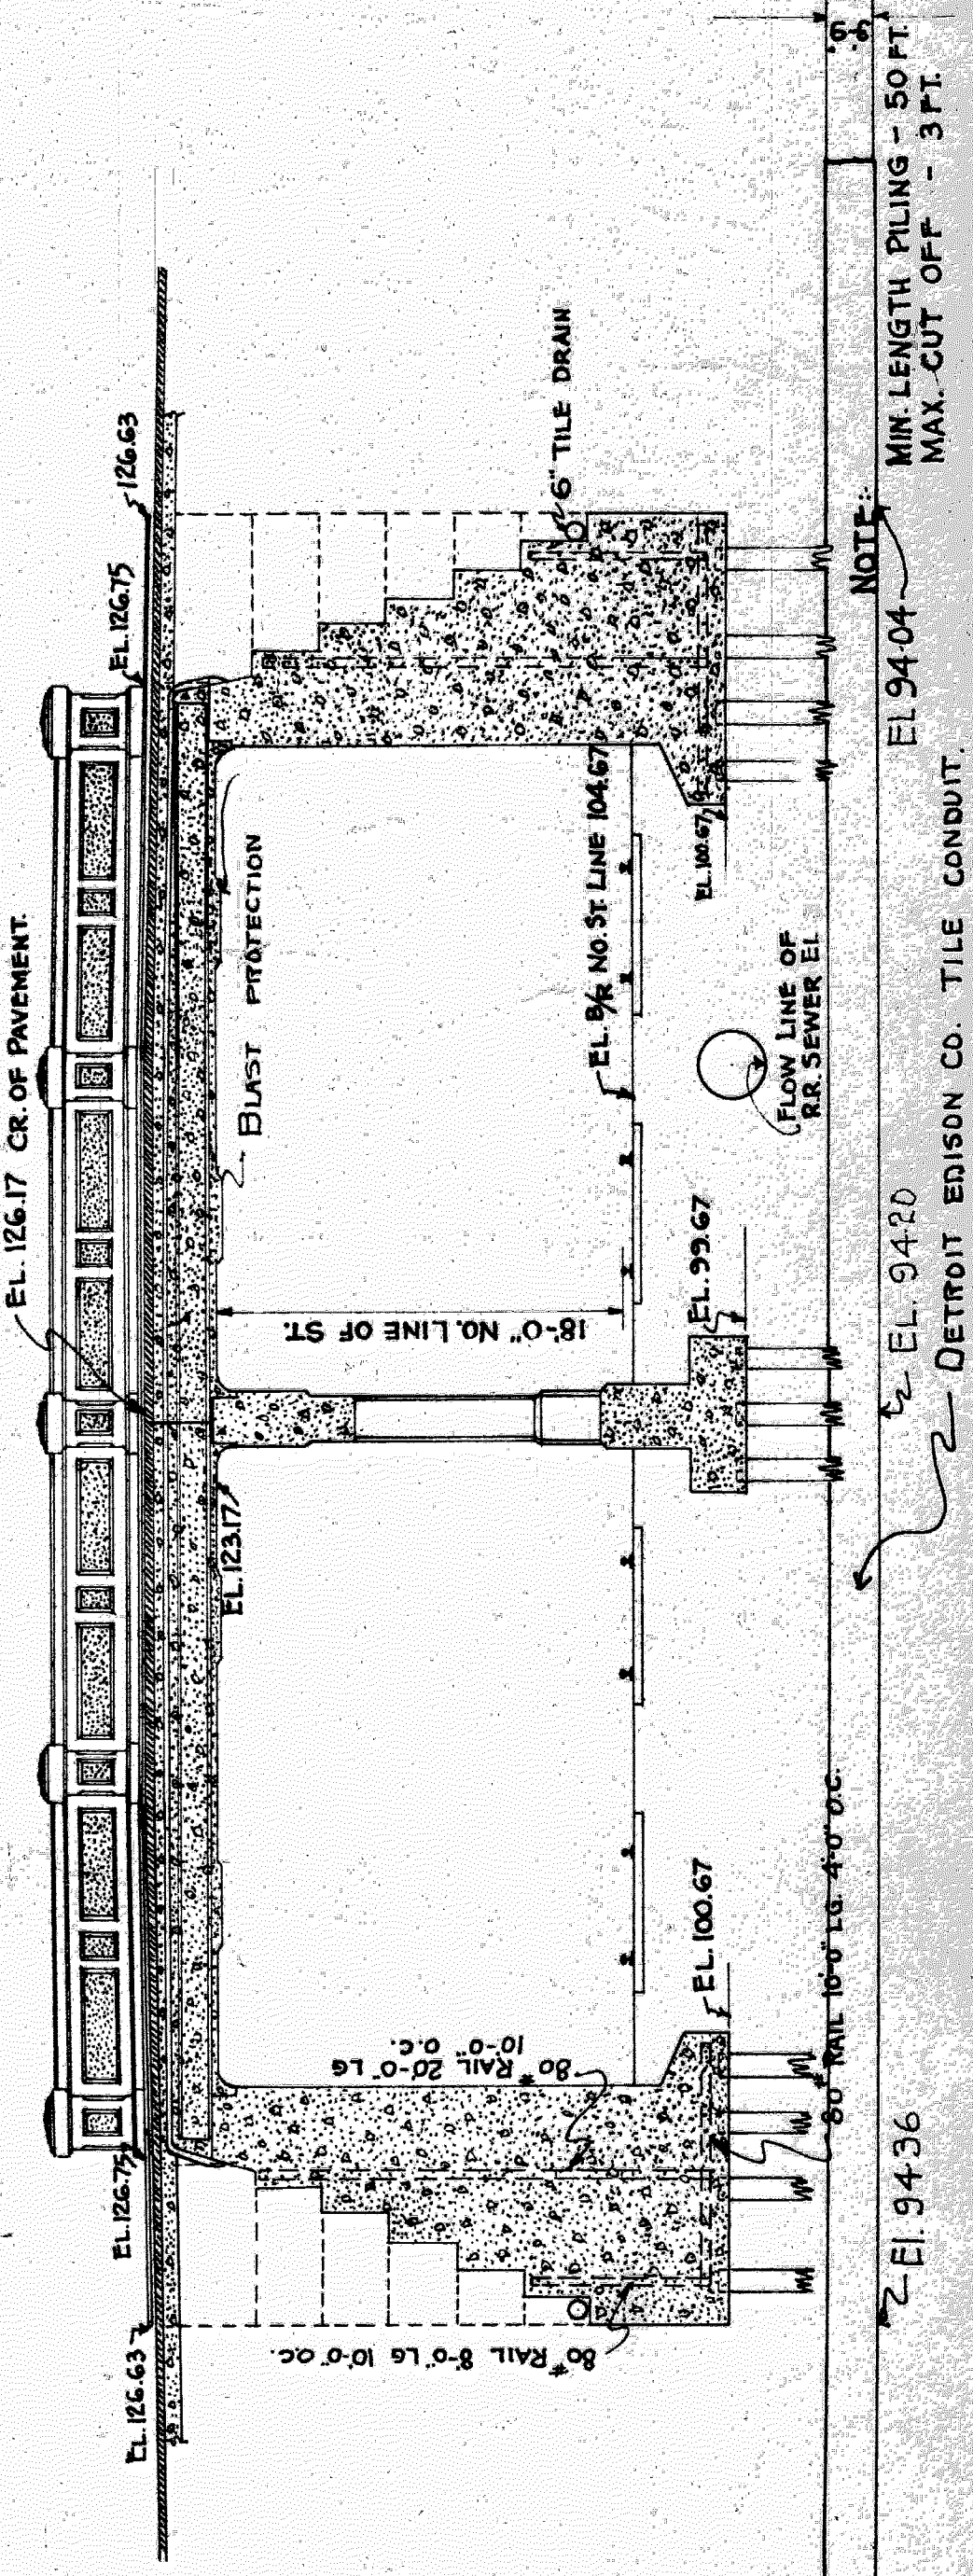 EL. 126.17 CR. OF PAVEMENT.
EL. 126.63
EL. 126.75
EL. 126.75
126.63
EL. 123.17
BLAST PROTECTION
18'-0" NO. LINE OF ST.
80# RAIL 20'-0" LG
10'-0" O.C.
80# RAIL 8'-0" LG 10'-0" O.C.
6" TILE DRAIN
EL. B/R NO. ST. LINE 104.67
EL. 100.67
EL. 99.67
EL. 100.67
FLOW LINE OF
R.R. SEWER EL.
80# RAIL 10'-0" LG. 4'-0" O.C.
El. 94.36
EL. 94.20
EL 94.04
DETROIT EDISON CO. TILE CONDUIT.
NOTE:-
MIN. LENGTH PILING - 50 FT.
MAX. CUT OFF - 3 FT.